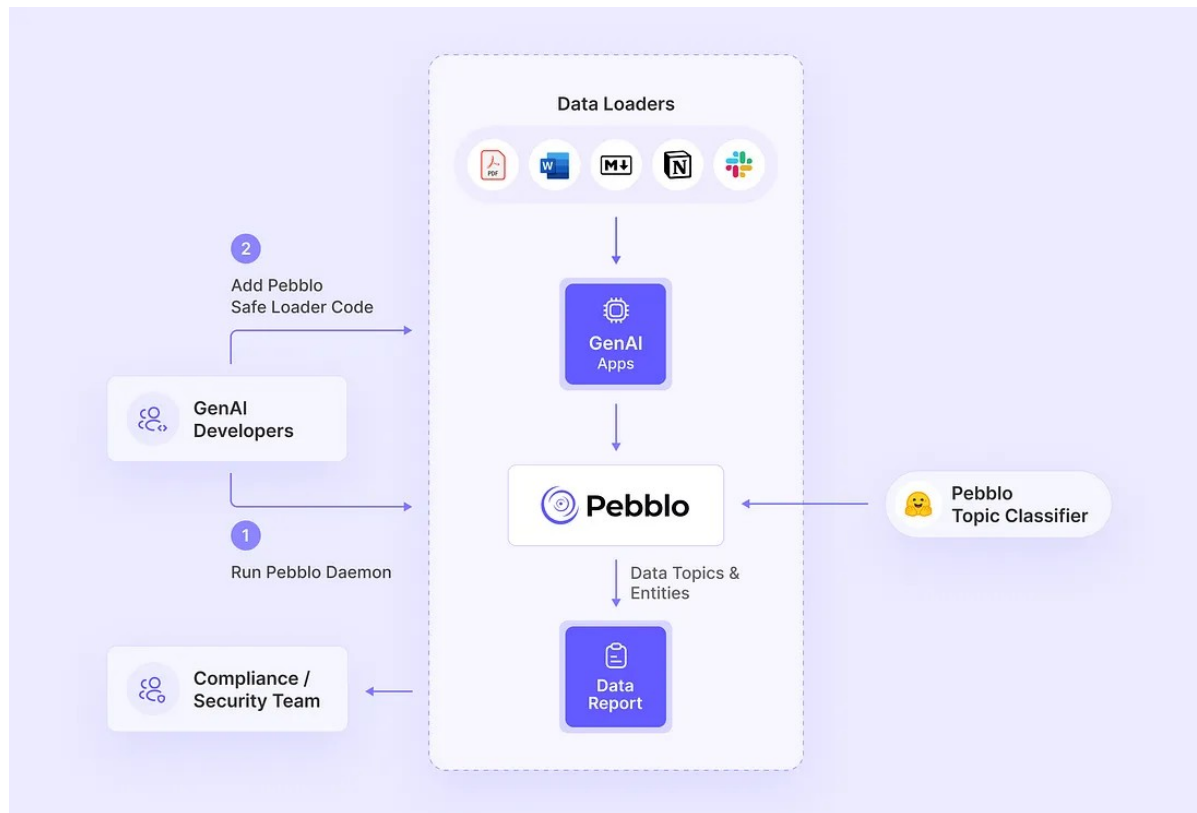 Data Loaders
PDF
W
M
N
2
Add Pebblo
Safe Loader Code
GenAI
Apps
GenAI
Developers
Pebblo
Pebblo
Topic Classifier
1
Run Pebblo Daemon
Data Topics &
Entities
Compliance /
Security Team
Data
Report